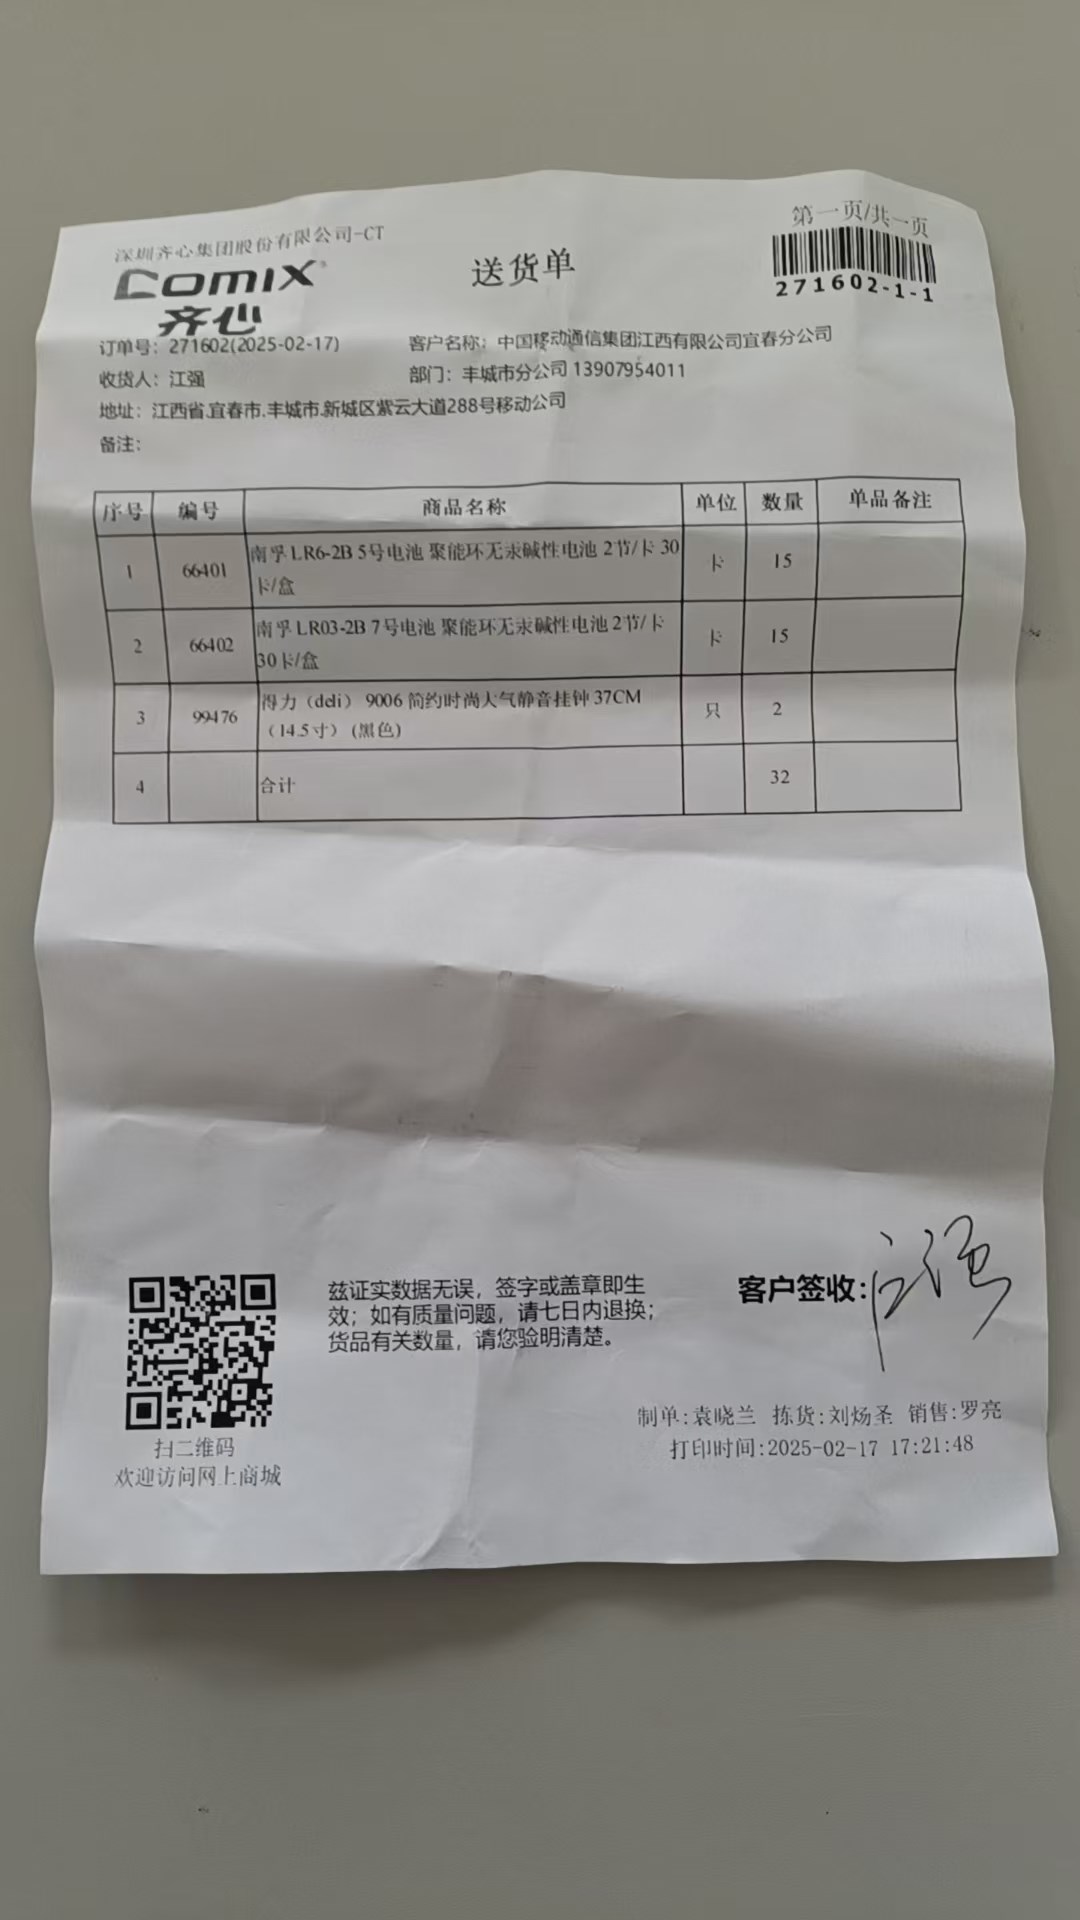 第一页/共一页
深圳齐心集团股份有限公司-CT
comix
齐心
送货单
271602-1-1
订单号：271602(2025-02-17)
客户名称：中国移动通信集团江西有限公司宜春分公司
收货人：江强
部门：丰城市分公司 13907954011
地址：江西省.宜春市.丰城市.新城区紫云大道288号移动公司
备注：
序号 编号 商品名称 单位 数量 单品备注
1 66401 南孚 LR6-2B 5号电池 聚能环无汞碱性电池 2节/卡 30 卡 15
卡/盒
2 66402 南孚 LR03-2B 7号电池 聚能环无汞碱性电池 2节/卡 卡 15
30卡/盒
3 99476 得力（deli） 9006 简约时尚大气静音挂钟 37CM 只 2
（14.5寸） (黑色)
4 合计 32
兹证实数据无误，签字或盖章即生
效；如有质量问题，请七日内退换；
货品有关数量，请您验明清楚。
客户签收：江强
扫二维码
欢迎访问网上商城
制单:袁晓兰 拣货:刘炀圣 销售:罗亮
打印时间:2025-02-17 17:21:48